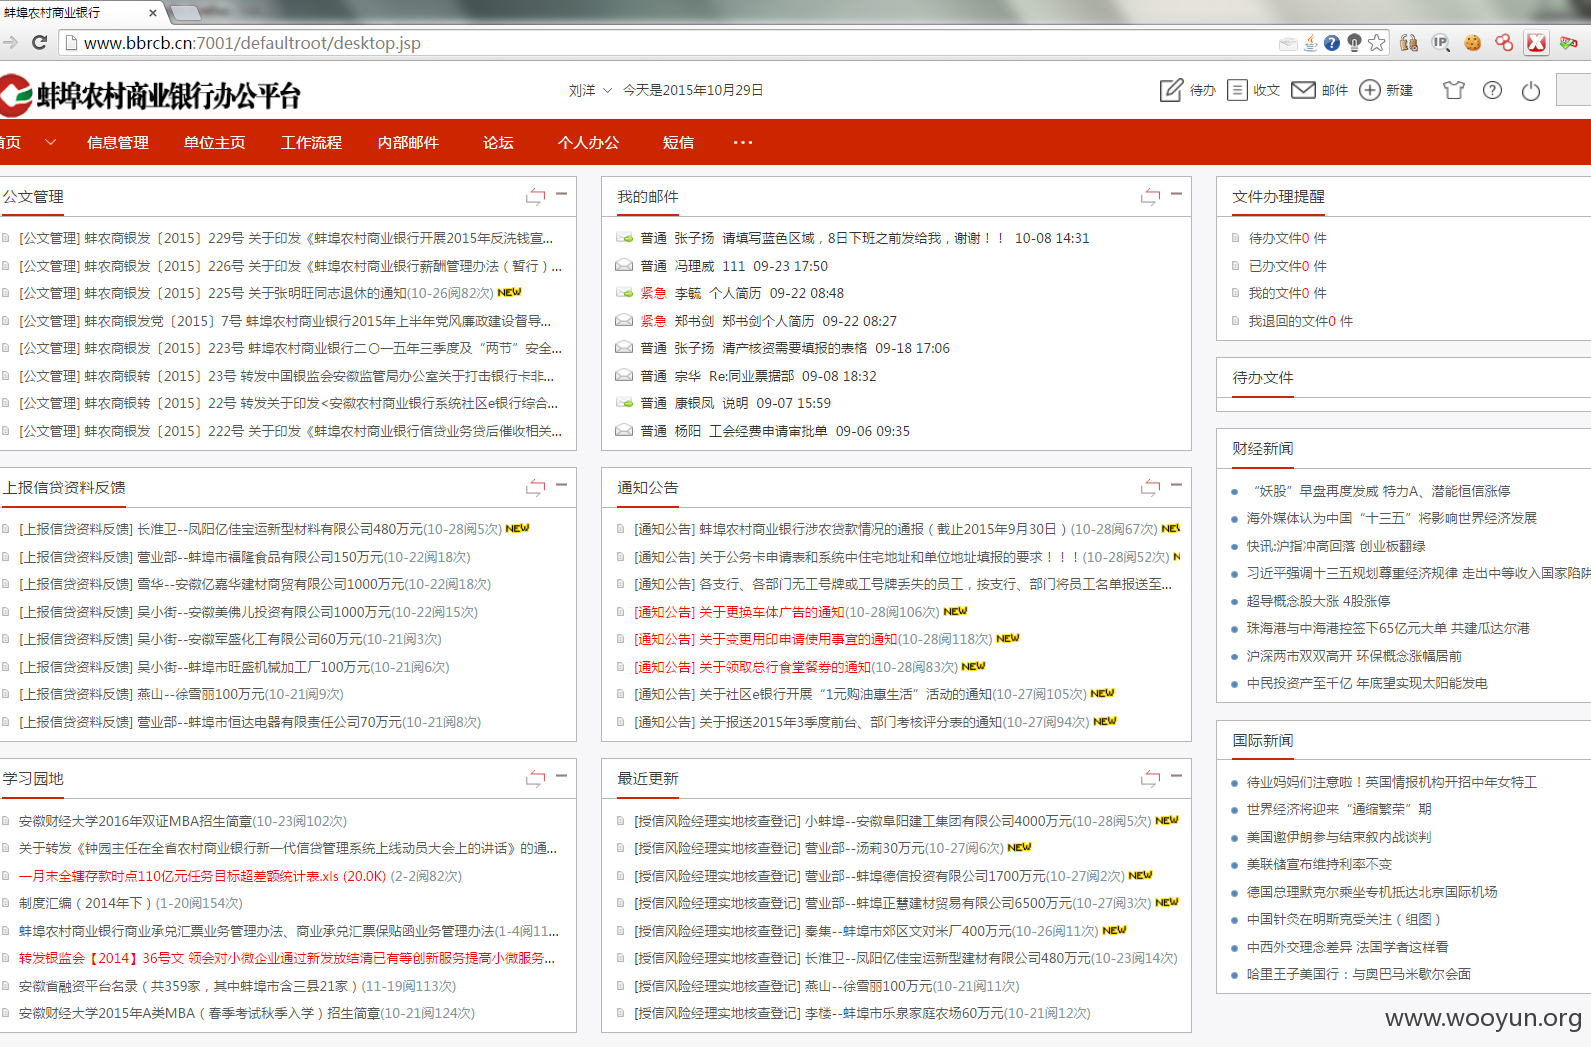 蚌埠农村商业银行
www.bbrcb.cn:7001/defaultroot/desktop.jsp
蚌埠农村商业银行办公平台
刘洋 今天是2015年10月29日
待办 收文 邮件 新建
首页 信息管理 单位主页 工作流程 内部邮件 论坛 个人办公 短信 ...
公文管理
[公文管理] 蚌农商银发〔2015〕229号 关于印发《蚌埠农村商业银行开展2015年反洗钱宣...
[公文管理] 蚌农商银发〔2015〕226号 关于印发《蚌埠农村商业银行薪酬管理办法（暂行）...
[公文管理] 蚌农商银发〔2015〕225号 关于张明旺同志退休的通知(10-26阅82次) NEW
[公文管理] 蚌农商银发党〔2015〕7号 蚌埠农村商业银行2015年上半年党风廉政建设督导...
[公文管理] 蚌农商银发〔2015〕223号 蚌埠农村商业银行二〇一五年三季度及“两节”安全...
[公文管理] 蚌农商银转〔2015〕23号 转发中国银监会安徽监管局办公室关于打击银行卡非...
[公文管理] 蚌农商银转〔2015〕22号 转发关于印发<安徽农村商业银行系统社区e银行综合...
[公文管理] 蚌农商银发〔2015〕222号 关于印发《蚌埠农村商业银行信贷业务贷后催收相关...
我的邮件
普通 张子扬 请填写蓝色区域，8日下班之前发给我，谢谢！！ 10-08 14:31
普通 冯理威 111 09-23 17:50
紧急 李毓 个人简历 09-22 08:48
紧急 郑书剑 郑书剑个人简历 09-22 08:27
普通 张子扬 清产核资需要填报的表格 09-18 17:06
普通 宗华 Re:同业票据部 09-08 18:32
普通 康银凤 说明 09-07 15:59
普通 杨阳 工会经费申请审批单 09-06 09:35
文件办理提醒
待办文件0 件
已办文件0 件
我的文件0 件
我退回的文件0 件
待办文件
上报信贷资料反馈
[上报信贷资料反馈] 长淮卫--凤阳亿佳宝运新型材料有限公司480万元(10-28阅5次) NEW
[上报信贷资料反馈] 营业部--蚌埠市福隆食品有限公司150万元(10-22阅18次)
[上报信贷资料反馈] 雪华--安徽亿嘉华建材商贸有限公司1000万元(10-22阅18次)
[上报信贷资料反馈] 吴小街--安徽美佛儿投资有限公司1000万元(10-22阅15次)
[上报信贷资料反馈] 吴小街--安徽军盛化工有限公司60万元(10-21阅3次)
[上报信贷资料反馈] 吴小街--蚌埠市旺盛机械加工厂100万元(10-21阅6次)
[上报信贷资料反馈] 燕山--徐雪丽100万元(10-21阅9次)
[上报信贷资料反馈] 营业部--蚌埠市恒达电器有限责任公司70万元(10-21阅8次)
通知公告
[通知公告] 蚌埠农村商业银行涉农贷款情况的通报（截止2015年9月30日）(10-28阅67次) NEW
[通知公告] 关于公务卡申请表和系统中住宅地址和单位地址填报的要求！！！(10-28阅52次) N
[通知公告] 各支行、各部门无工号牌或工号牌丢失的员工，按支行、部门将员工名单报送至...
[通知公告] 关于更换车体广告的通知(10-28阅106次) NEW
[通知公告] 关于变更用印申请使用事宜的通知(10-28阅118次) NEW
[通知公告] 关于领取总行食堂餐券的通知(10-28阅83次) NEW
[通知公告] 关于社区e银行开展“1元购油惠生活”活动的通知(10-27阅105次) NEW
[通知公告] 关于报送2015年3季度前台、部门考核评分表的通知(10-27阅94次) NEW
财经新闻
“妖股”早盘再度发威 特力A、潜能恒信涨停
海外媒体认为中国“十三五”将影响世界经济发展
快讯:沪指冲高回落 创业板翻绿
习近平强调十三五规划尊重经济规律 走出中等收入国家陷阱
超导概念股大涨 4股涨停
珠海港与中海港控签下65亿元大单 共建瓜达尔港
沪深两市双双高开 环保概念涨幅居前
中民投资产至千亿 年底望实现太阳能发电
学习园地
安徽财经大学2016年双证MBA招生简章(10-23阅102次)
关于转发《钟园主任在全省农村商业银行新一代信贷管理系统上线动员大会上的讲话》的通...
一月末全辖存款时点110亿元任务目标超差额统计表.xls (20.0K) (2-2阅82次)
制度汇编（2014年下）(1-20阅154次)
蚌埠农村商业银行商业承兑汇票业务管理办法、商业承兑汇票保贴函业务管理办法(1-4阅11...
转发银监会【2014】36号文 领会对小微企业通过新发放结清已有等创新服务提高小微服务...
安徽省融资平台名录（共359家，其中蚌埠市含三县21家）(11-19阅113次)
安徽财经大学2015年A类MBA（春季考试秋季入学）招生简章(10-21阅124次)
最近更新
[授信风险经理实地核查登记] 小蚌埠--安徽阜阳建工集团有限公司4000万元(10-28阅5次) NEW
[授信风险经理实地核查登记] 营业部--汤莉30万元(10-27阅6次) NEW
[授信风险经理实地核查登记] 营业部--蚌埠德信投资有限公司1700万元(10-27阅2次) NEW
[授信风险经理实地核查登记] 营业部--蚌埠正慧建材贸易有限公司6500万元(10-27阅3次) NEW
[授信风险经理实地核查登记] 秦集--蚌埠市郊区文对米厂400万元(10-26阅11次) NEW
[授信风险经理实地核查登记] 长淮卫--凤阳亿佳宝运新型建材有限公司480万元(10-23阅14次)
[授信风险经理实地核查登记] 燕山--徐雪丽100万元(10-21阅11次)
[授信风险经理实地核查登记] 李楼--蚌埠市乐泉家庭农场60万元(10-21阅12次)
国际新闻
待业妈妈们注意啦！英国情报机构开招中年女特工
世界经济将迎来“通缩繁荣”期
美国邀伊朗参与结束叙内战谈判
美联储宣布维持利率不变
德国总理默克尔乘坐专机抵达北京国际机场
中国针灸在明斯克受关注（组图）
中西外交理念差异 法国学者这样看
哈里王子美国行：与奥巴马米歇尔会面
www.wooyun.org